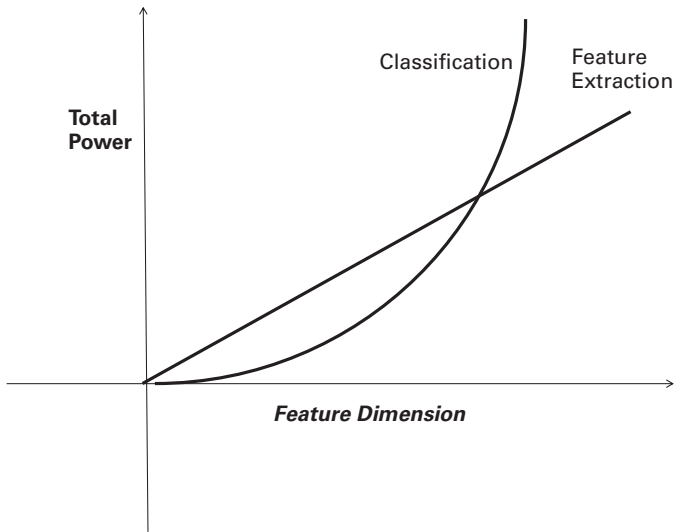 Classification
Feature
Extraction
Total
Power
Feature Dimension